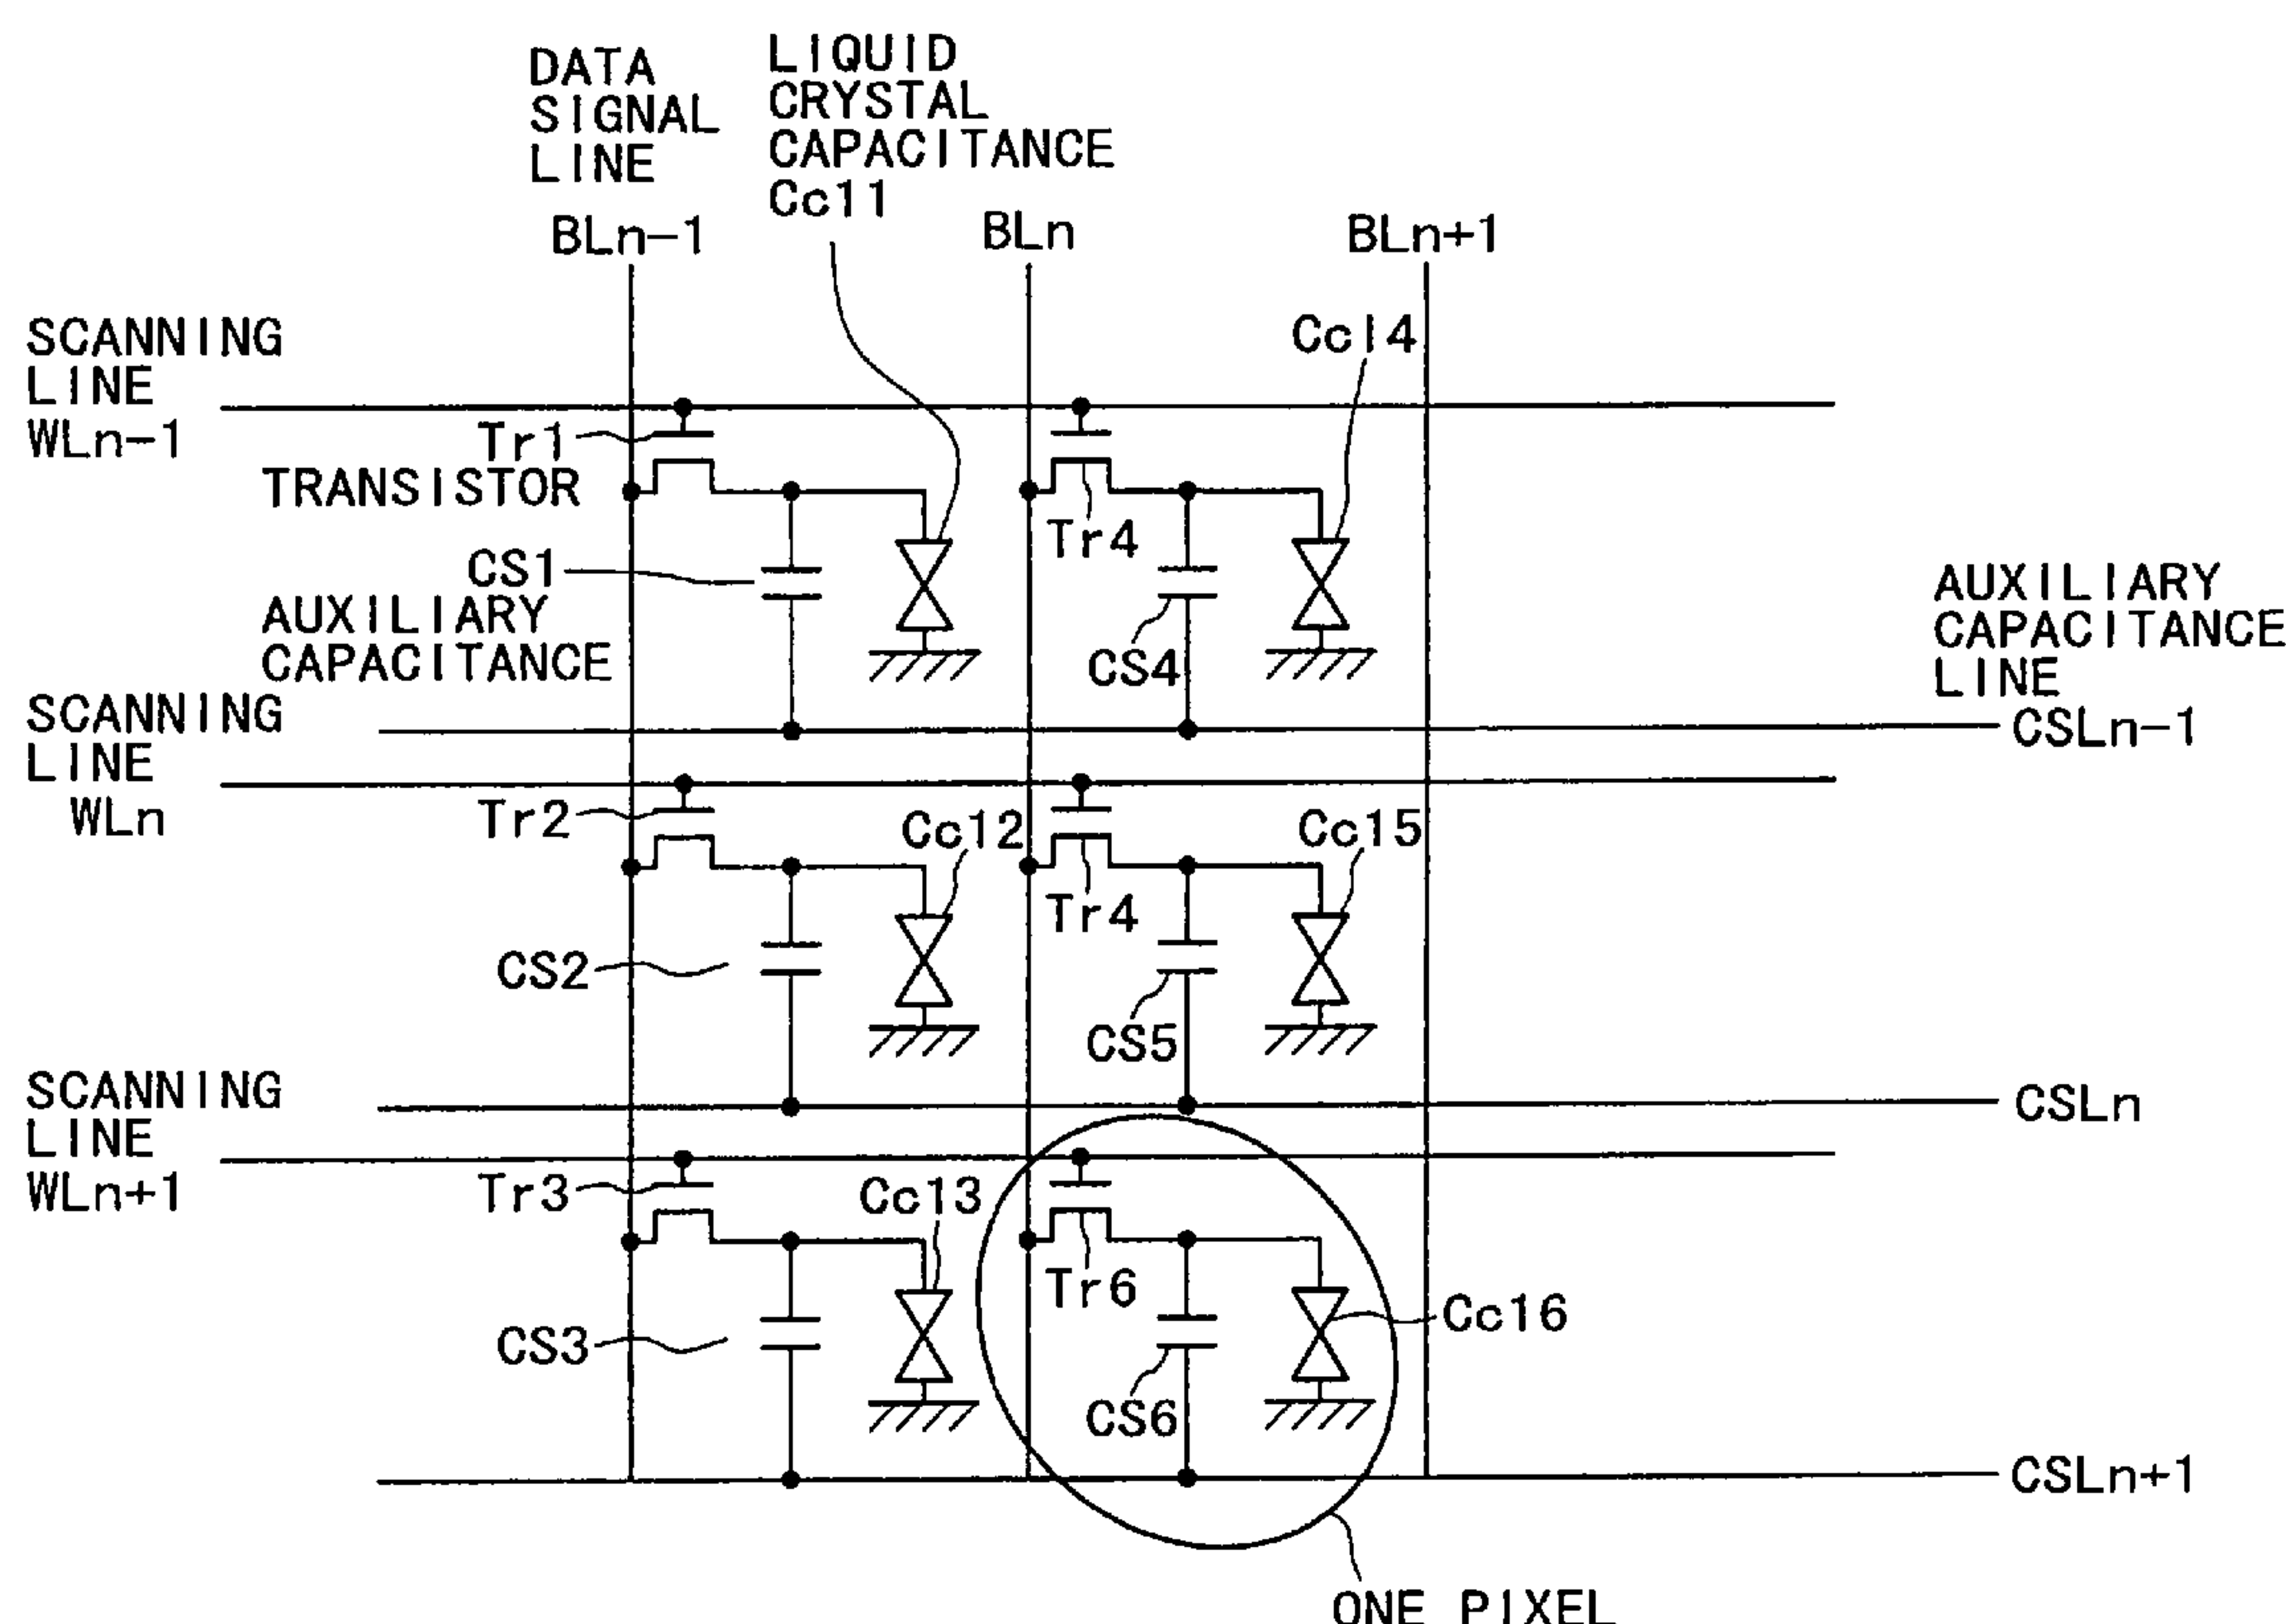 DATA
SIGNAL
LINE
BLn-1
LIQUID
CRYSTAL
CAPACITANCE
Cc11
BLn
BLn+1
SCANNING
LINE
WLn-1
Tr1
TRANSISTOR
Ccl4
Tr4
CS1
AUXILIARY
CAPACITANCE
CS4
AUXILIARY
CAPACITANCE
LINE
CSLn-1
SCANNING
LINE
WLn
Tr2
Cc12
Cc15
Tr4
CS2
CS5
CSLn
SCANNING
LINE
WLn+1
Tr3
Cc13
Tr6
Cc16
CS3
CS6
CSLn+1
ONE PIXEL